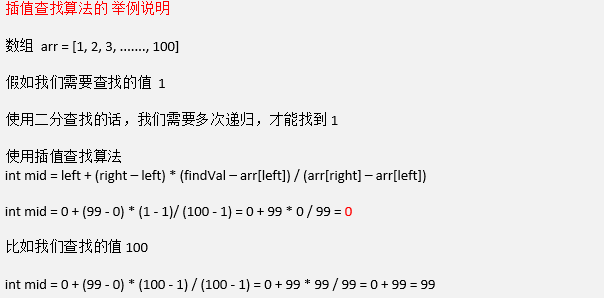 插值查找算法的 举例说明
数组 arr = [1, 2, 3, ......., 100]
假如我们需要查找的值 1
使用二分查找的话，我们需要多次递归，才能找到 1
使用插值查找算法
int mid = left + (right – left) * (findVal – arr[left]) / (arr[right] – arr[left])
int mid = 0 + (99 - 0) * (1 - 1)/ (100 - 1) = 0 + 99 * 0 / 99 = 0
比如我们查找的值 100
int mid = 0 + (99 - 0) * (100 - 1) / (100 - 1) = 0 + 99 * 99 / 99 = 0 + 99 = 99